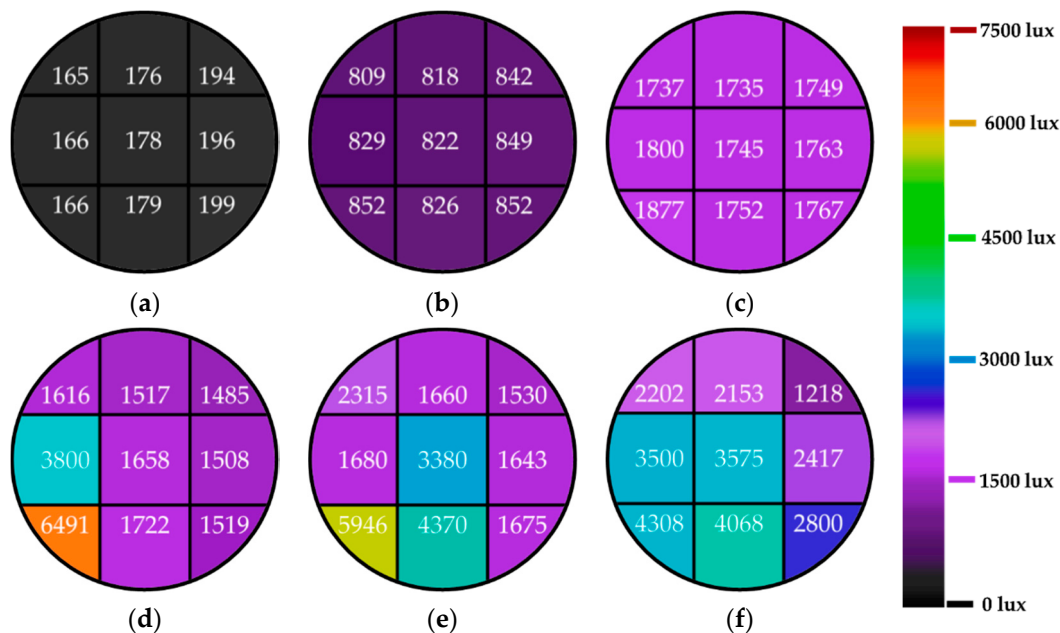 165 176 194
166 178 196
166 179 199
(a)
809 818 842
829 822 849
852 826 852
(b)
1737 1735 1749
1800 1745 1763
1877 1752 1767
(c)
1616 1517 1485
3800 1658 1508
6491 1722 1519
(d)
2315 1660 1530
1680 3380 1643
5946 4370 1675
(e)
2202 2153 1218
3500 3575 2417
4308 4068 2800
(f)
7500 lux
6000 lux
4500 lux
3000 lux
1500 lux
0 lux